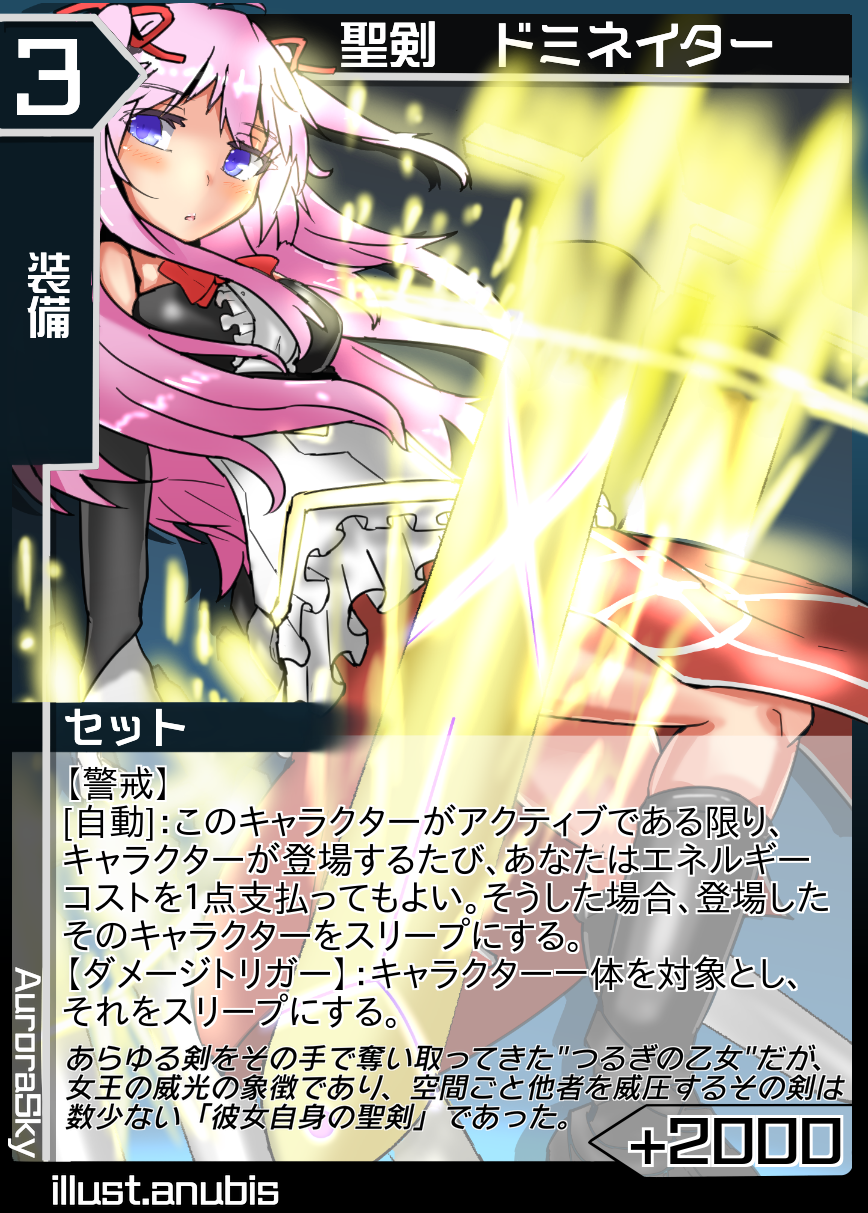 3
聖剣 ドミネイター
装備
セット
【警戒】
[自動]:このキャラクターがアクティブである限り、
キャラクターが登場するたび、あなたはエネルギー
コストを1点支払ってもよい。そうした場合、登場した
そのキャラクターをスリープにする。
【ダメージトリガー】:キャラクター一体を対象とし、
それをスリープにする。
あらゆる剣をその手で奪い取ってきた"つるぎの乙女"だが、
女王の威光の象徴であり、空間ごと他者を威圧するその剣は
数少ない「彼女自身の聖剣」であった。
+2000
AuroraSky
illust.anubis